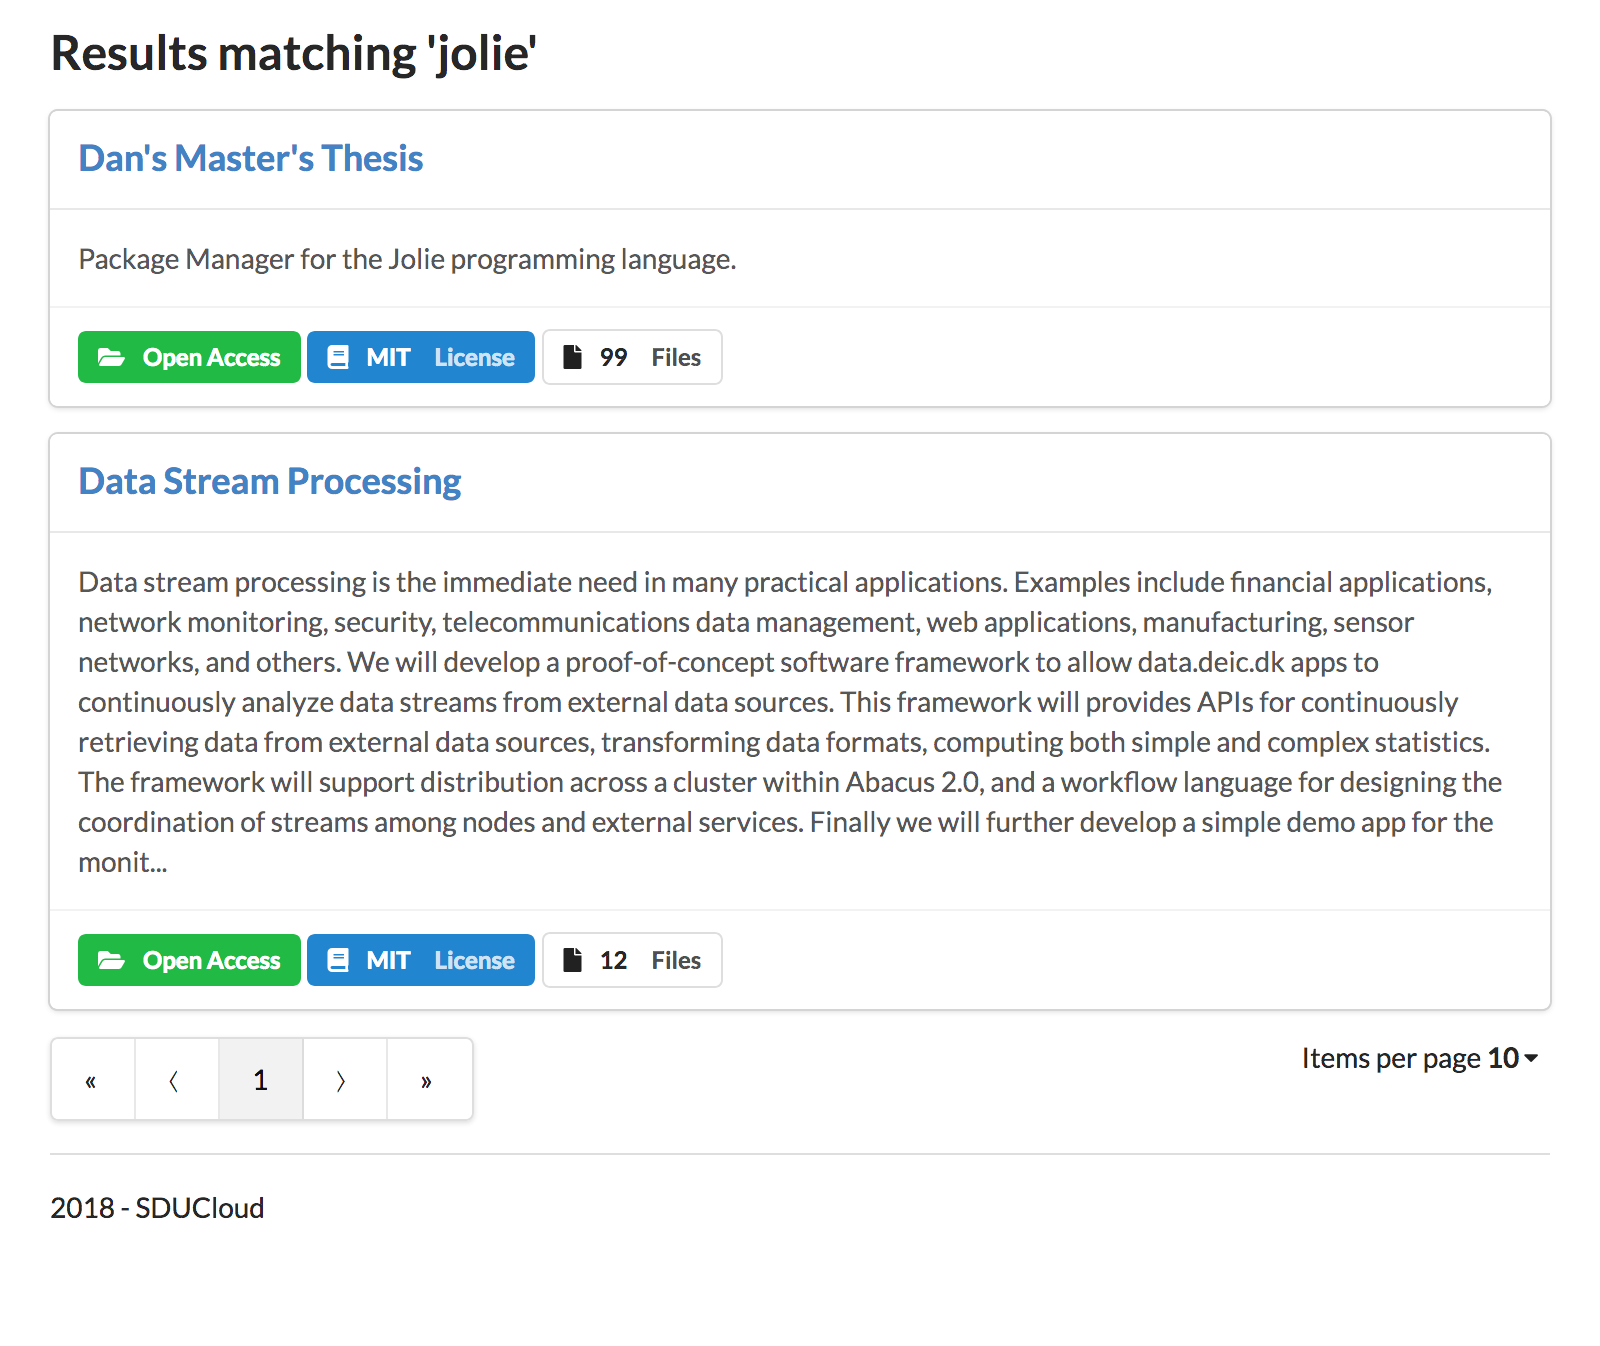 Results matching 'jolie'
Dan's Master's Thesis
Package Manager for the Jolie programming language.
Open Access MIT License 99 Files
Data Stream Processing
Data stream processing is the immediate need in many practical applications. Examples include financial applications,
network monitoring, security, telecommunications data management, web applications, manufacturing, sensor
networks, and others. We will develop a proof-of-concept software framework to allow data.deic.dk apps to
continuously analyze data streams from external data sources. This framework will provides APIs for continuously
retrieving data from external data sources, transforming data formats, computing both simple and complex statistics.
The framework will support distribution across a cluster within Abacus 2.0, and a workflow language for designing the
coordination of streams among nodes and external services. Finally we will further develop a simple demo app for the
monit...
Open Access MIT License 12 Files
« 〈 1 〉 » Items per page 10
2018 - SDUCloud